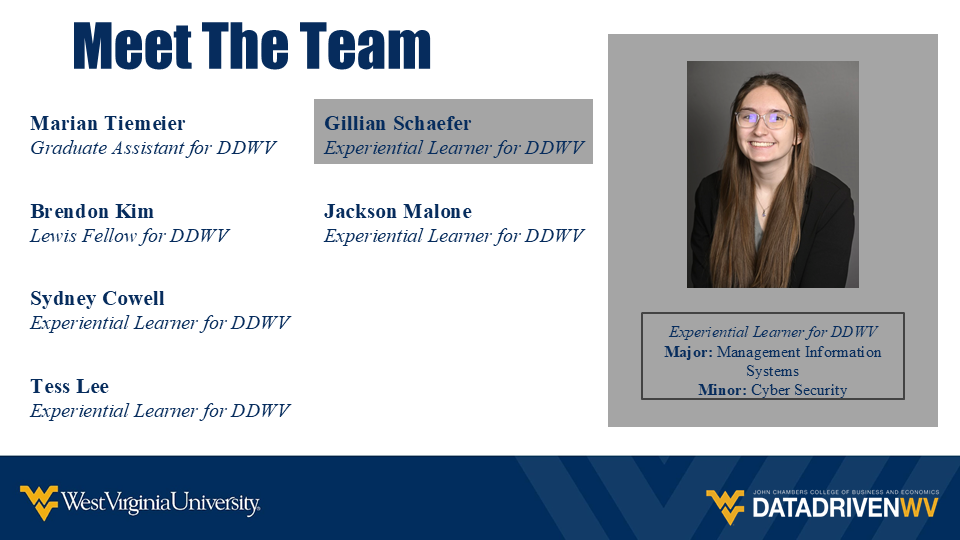 Meet The Team
Marian Tiemeier
Graduate Assistant for DDWV
Brendon Kim
Lewis Fellow for DDWV
Sydney Cowell
Experiential Learner for DDWV
Tess Lee
Experiential Learner for DDWV
Gillian Schaefer
Experiential Learner for DDWV
Jackson Malone
Experiential Learner for DDWV
Experiential Learner for DDWV
Major: Management Information
Systems
Minor: Cyber Security
West Virginia University®
JOHN CHAMBERS COLLEGE OF BUSINESS AND ECONOMICS
DATADRIVENWV